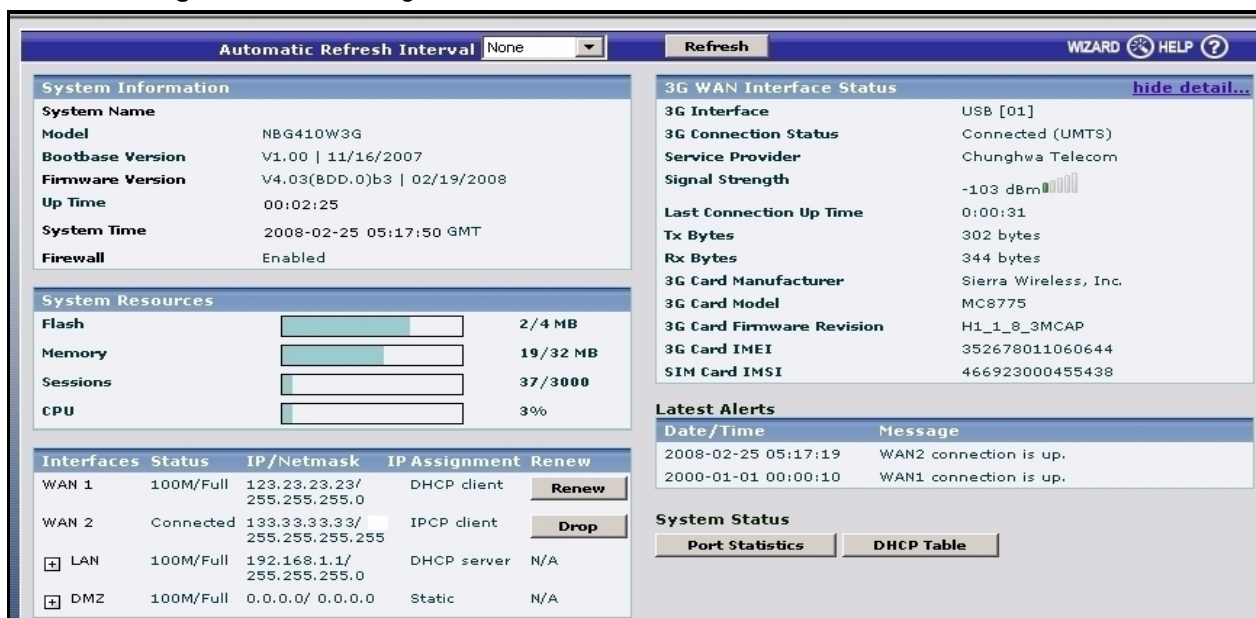 Automatic Refresh Interval None Refresh WIZARD HELP ?
System Information
System Name
Model NBG410W3G
Bootbase Version V1.00 | 11/16/2007
Firmware Version V4.03(BDD.0)b3 | 02/19/2008
Up Time 00:02:25
System Time 2008-02-25 05:17:50 GMT
Firewall Enabled
System Resources
Flash 2/4 MB
Memory 19/32 MB
Sessions 37/3000
CPU 3%
Interfaces Status IP/Netmask IP Assignment Renew
WAN 1 100M/Full 123.23.23.23/ DHCP client Renew
255.255.255.0
WAN 2 Connected 133.33.33.33/ IPCP client Drop
255.255.255.255
+ LAN 100M/Full 192.168.1.1/ DHCP server N/A
255.255.255.0
+ DMZ 100M/Full 0.0.0.0/ 0.0.0.0 Static N/A
3G WAN Interface Status hide detail...
3G Interface USB [01]
3G Connection Status Connected (UMTS)
Service Provider Chunghwa Telecom
Signal Strength -103 dBm
Last Connection Up Time 0:00:31
Tx Bytes 302 bytes
Rx Bytes 344 bytes
3G Card Manufacturer Sierra Wireless, Inc.
3G Card Model MC8775
3G Card Firmware Revision H1_1_8_3MCAP
3G Card IMEI 352678011060644
SIM Card IMSI 466923000455438
Latest Alerts
Date/Time Message
2008-02-25 05:17:19 WAN2 connection is up.
2000-01-01 00:00:10 WAN1 connection is up.
System Status
Port Statistics DHCP Table